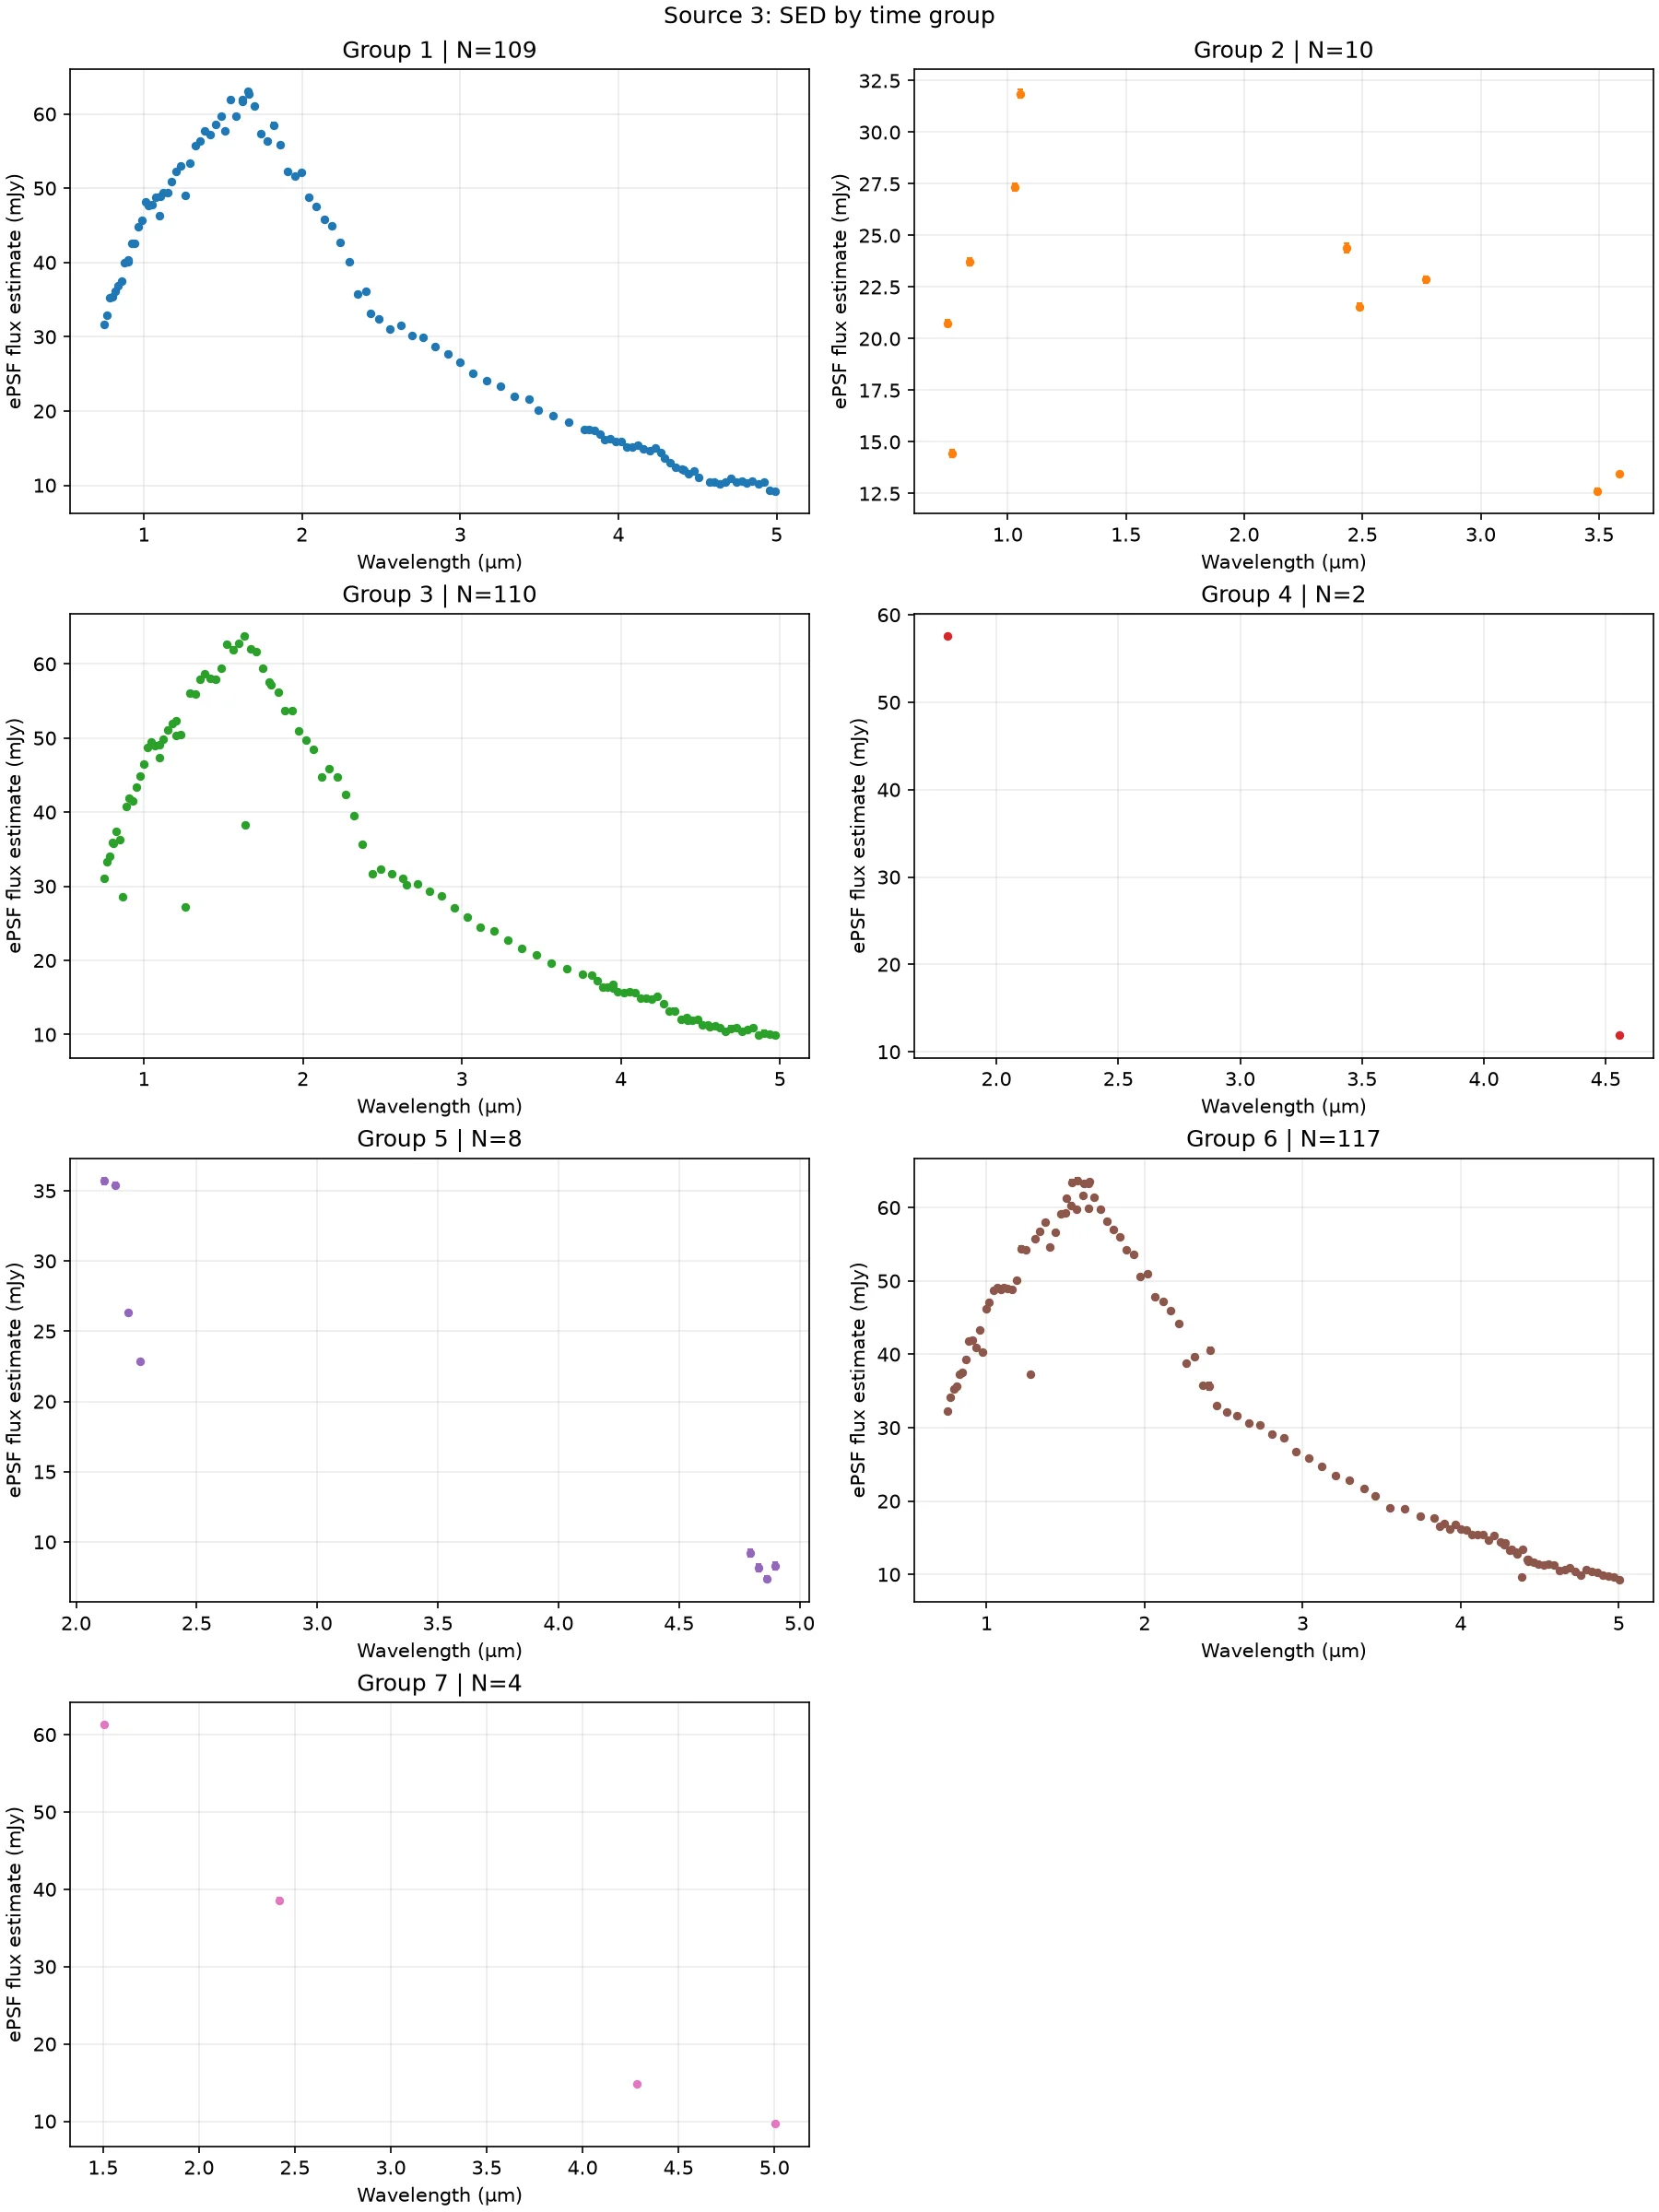 Source 3: SED by time group
Group 1 | N=109
ePSF flux estimate (mJy)
60
50
40
30
20
10
1 2 3 4 5
Wavelength (µm)
Group 2 | N=10
ePSF flux estimate (mJy)
32.5
30.0
27.5
25.0
22.5
20.0
17.5
15.0
12.5
1.0 1.5 2.0 2.5 3.0 3.5
Wavelength (µm)
Group 3 | N=110
ePSF flux estimate (mJy)
60
50
40
30
20
10
1 2 3 4 5
Wavelength (µm)
Group 4 | N=2
ePSF flux estimate (mJy)
60
50
40
30
20
10
2.0 2.5 3.0 3.5 4.0 4.5
Wavelength (µm)
Group 5 | N=8
ePSF flux estimate (mJy)
35
30
25
20
15
10
2.0 2.5 3.0 3.5 4.0 4.5 5.0
Wavelength (µm)
Group 6 | N=117
ePSF flux estimate (mJy)
60
50
40
30
20
10
1 2 3 4 5
Wavelength (µm)
Group 7 | N=4
ePSF flux estimate (mJy)
60
50
40
30
20
10
1.5 2.0 2.5 3.0 3.5 4.0 4.5 5.0
Wavelength (µm)